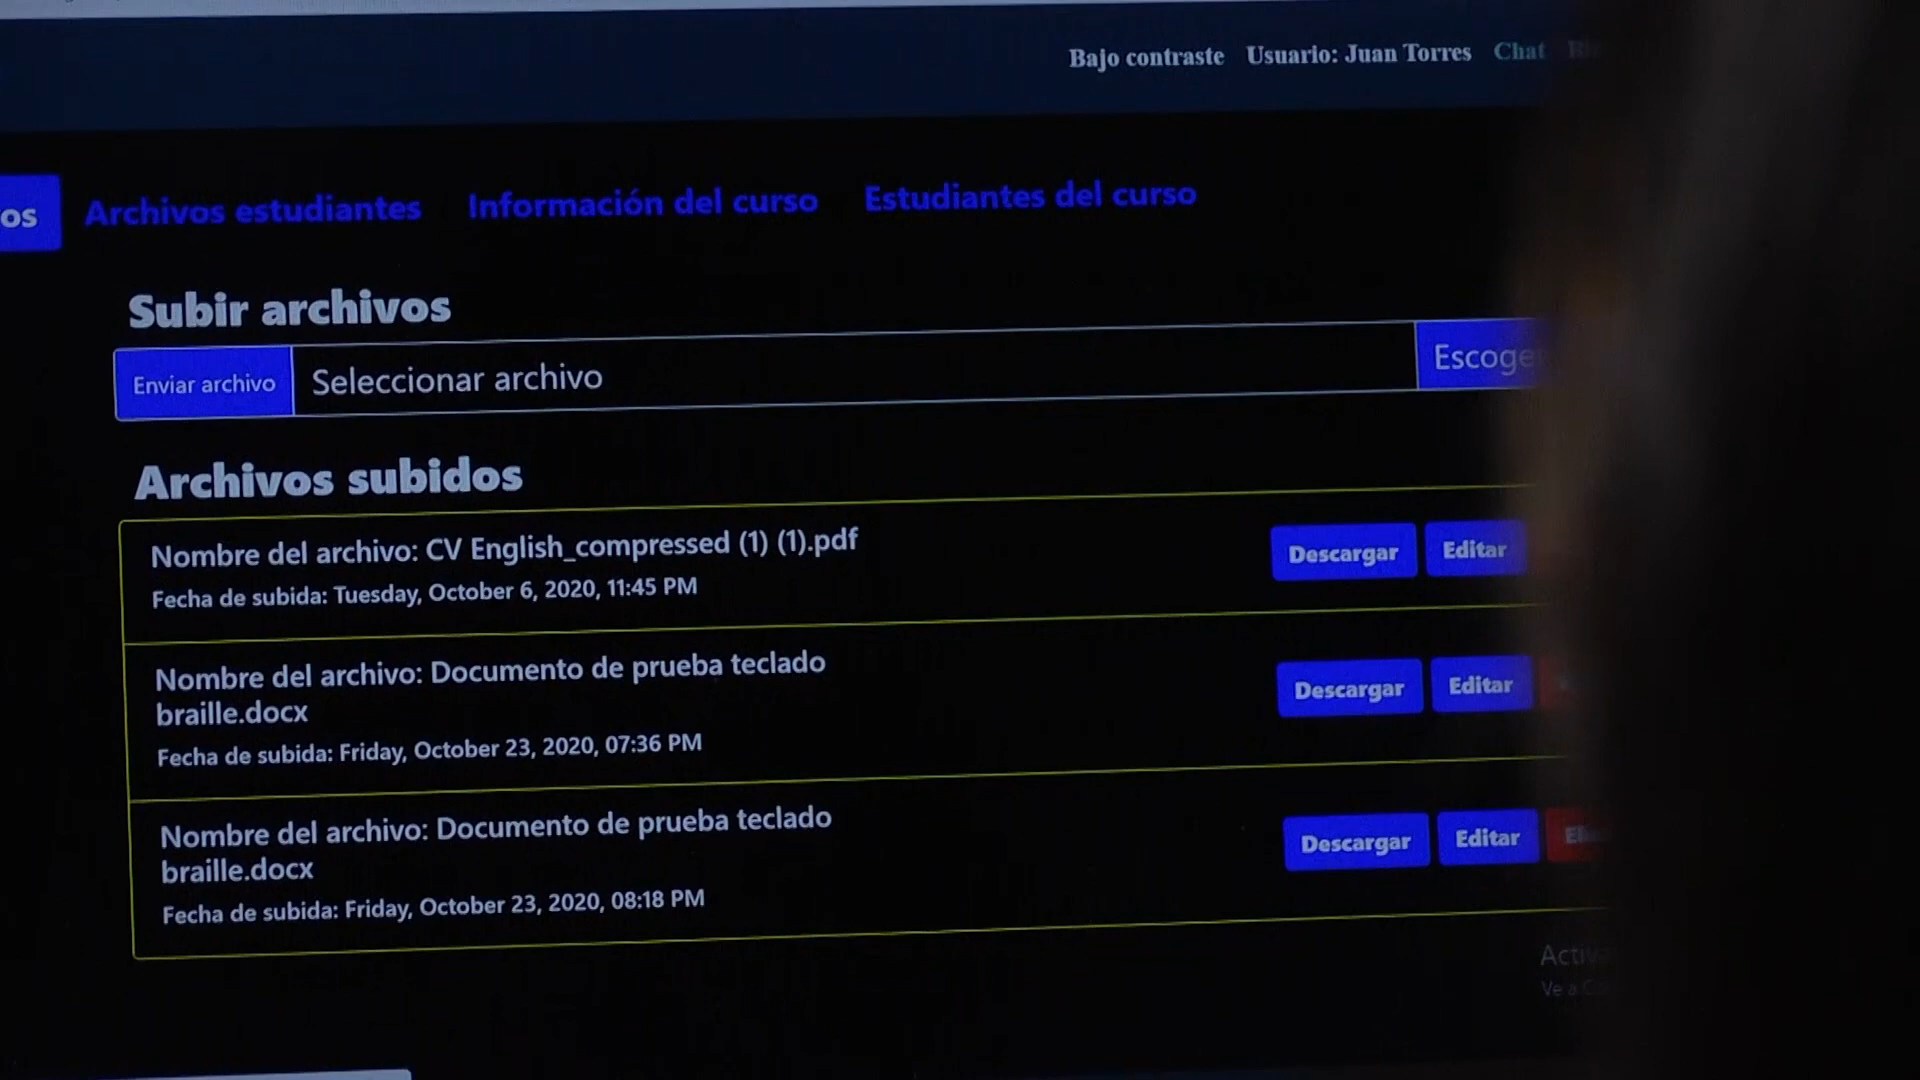 Bajo contraste Usuario: Juan Torres Chat
os Archivos estudiantes Información del curso Estudiantes del curso
Subir archivos
Enviar archivo Seleccionar archivo Escoge
Archivos subidos
Nombre del archivo: CV English_compressed (1) (1).pdf
Fecha de subida: Tuesday, October 6, 2020, 11:45 PM
Descargar Editar
Nombre del archivo: Documento de prueba teclado
braille.docx
Fecha de subida: Friday, October 23, 2020, 07:36 PM
Descargar Editar
Nombre del archivo: Documento de prueba teclado
braille.docx
Fecha de subida: Friday, October 23, 2020, 08:18 PM
Descargar Editar
Ve a